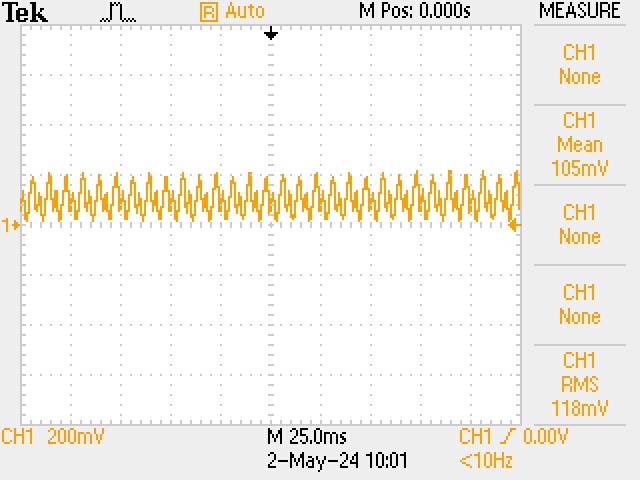 Tek R Auto M Pos: 0.000s MEASURE
CH1
None
CH1
Mean
105mV
CH1
None
1
CH1
None
CH1
RMS
118mV
CH1 200mV M 25.0ms CH1 0.00V
2-May-24 10:01 <10Hz